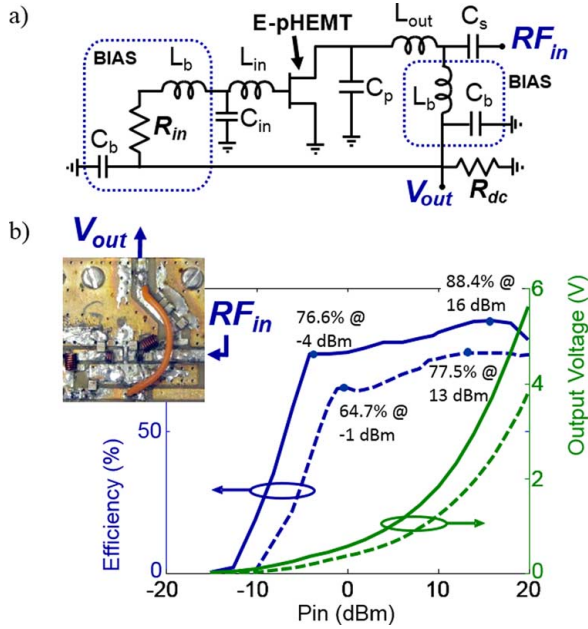 a)
E-pHEMT
L_out
C_s
RF_in
BIAS
L_b
L_in
BIAS
R_in
C_in
C_p
L_b
C_b
C_b
R_dc
V_out
b)
V_out
RF_in
76.6% @
-4 dBm
88.4% @
16 dBm
64.7% @
-1 dBm
77.5% @
13 dBm
Efficiency (%)
50
0
Output Voltage (V)
6
4
2
0
-20
-10
0
10
20
Pin (dBm)